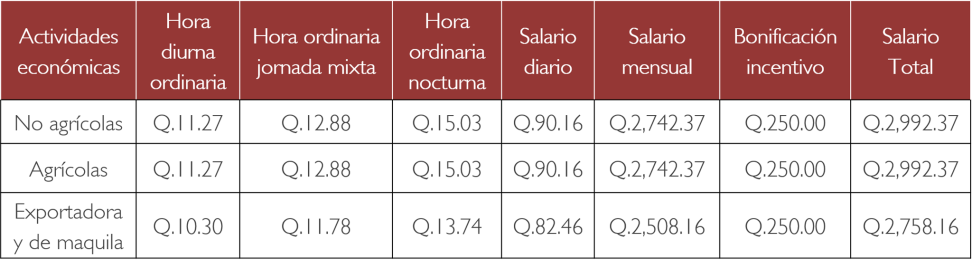 Actividades económicas | Hora diurna ordinaria | Hora ordinaria jornada mixta | Hora ordinaria nocturna | Salario diario | Salario mensual | Bonificación incentivo | Salario Total
No agrícolas | Q.11.27 | Q.12.88 | Q.15.03 | Q.90.16 | Q.2,742.37 | Q.250.00 | Q.2,992.37
Agrícolas | Q.11.27 | Q.12.88 | Q.15.03 | Q.90.16 | Q.2,742.37 | Q.250.00 | Q.2,992.37
Exportadora y de maquila | Q.10.30 | Q.11.78 | Q.13.74 | Q.82.46 | Q.2,508.16 | Q.250.00 | Q.2,758.16